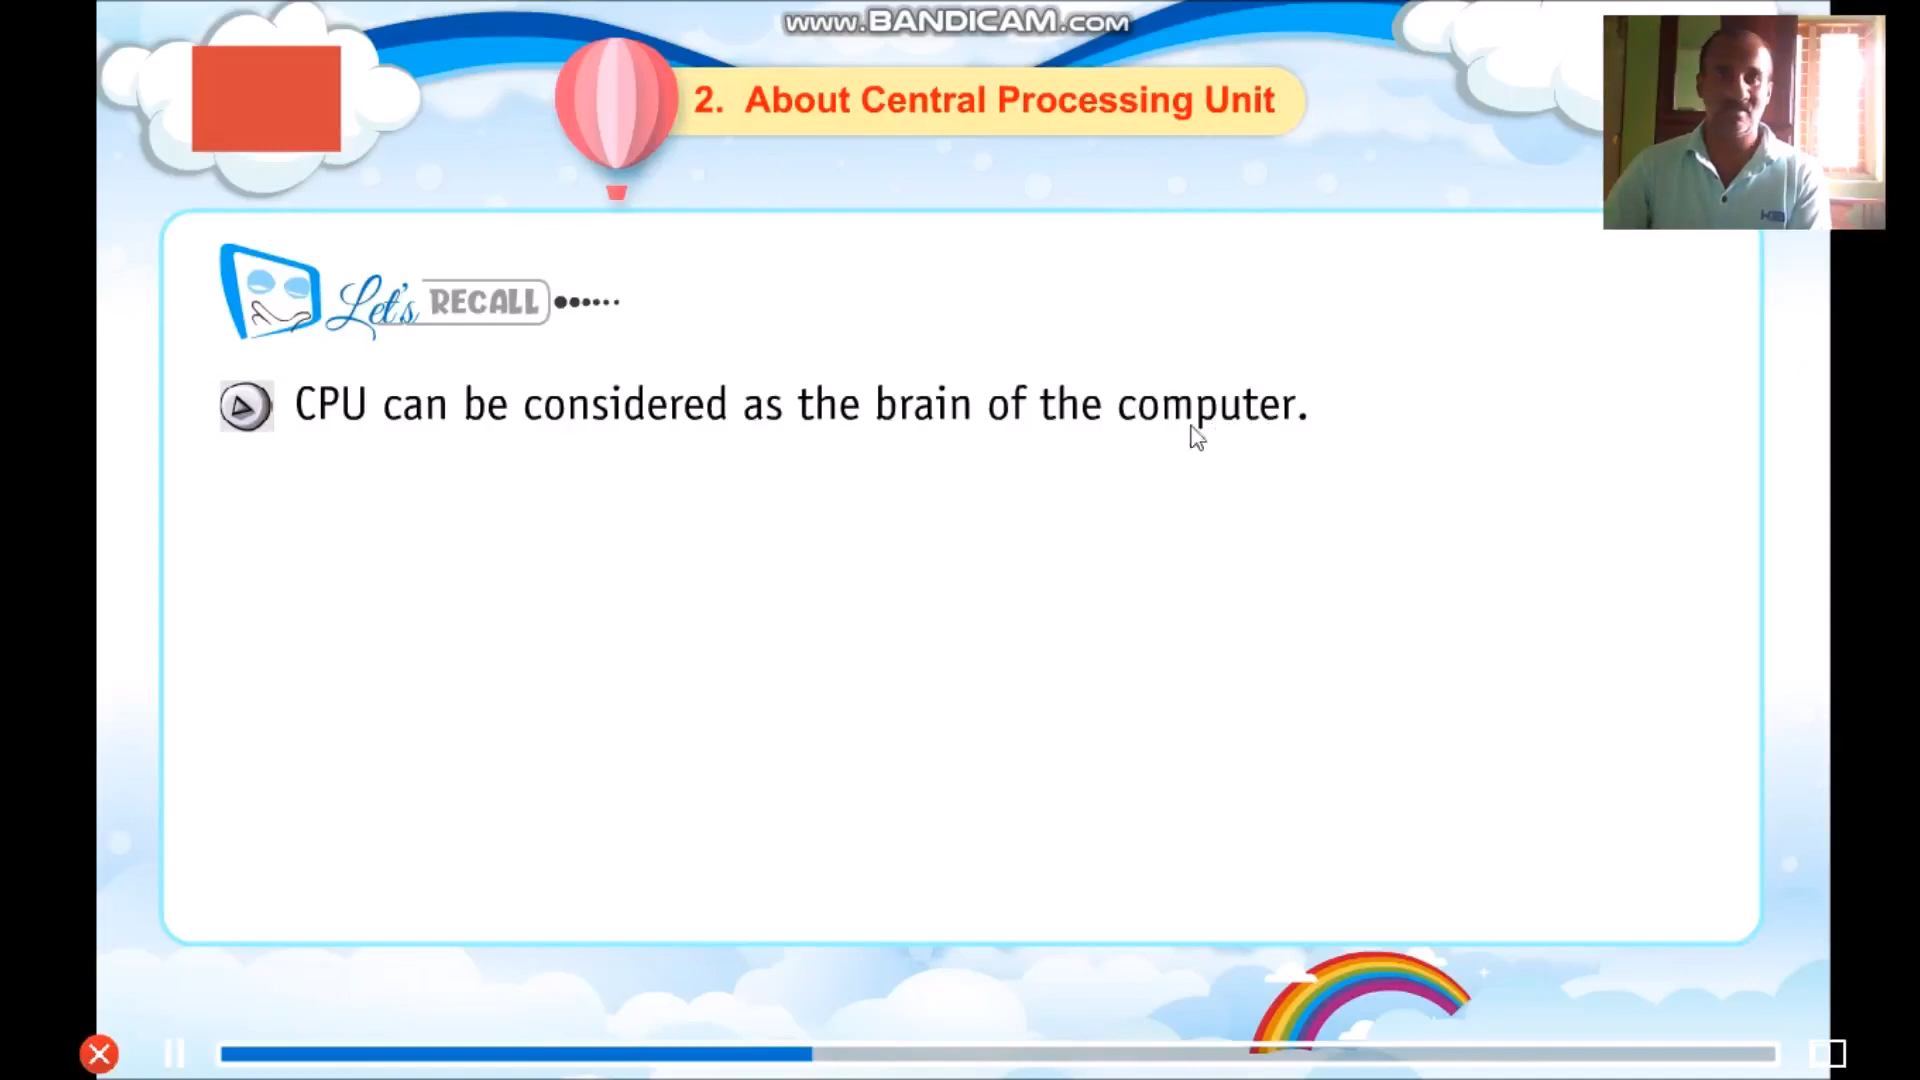 www.BANDICAM.com
2. About Central Processing Unit
Let's RECALL
CPU can be considered as the brain of the computer.